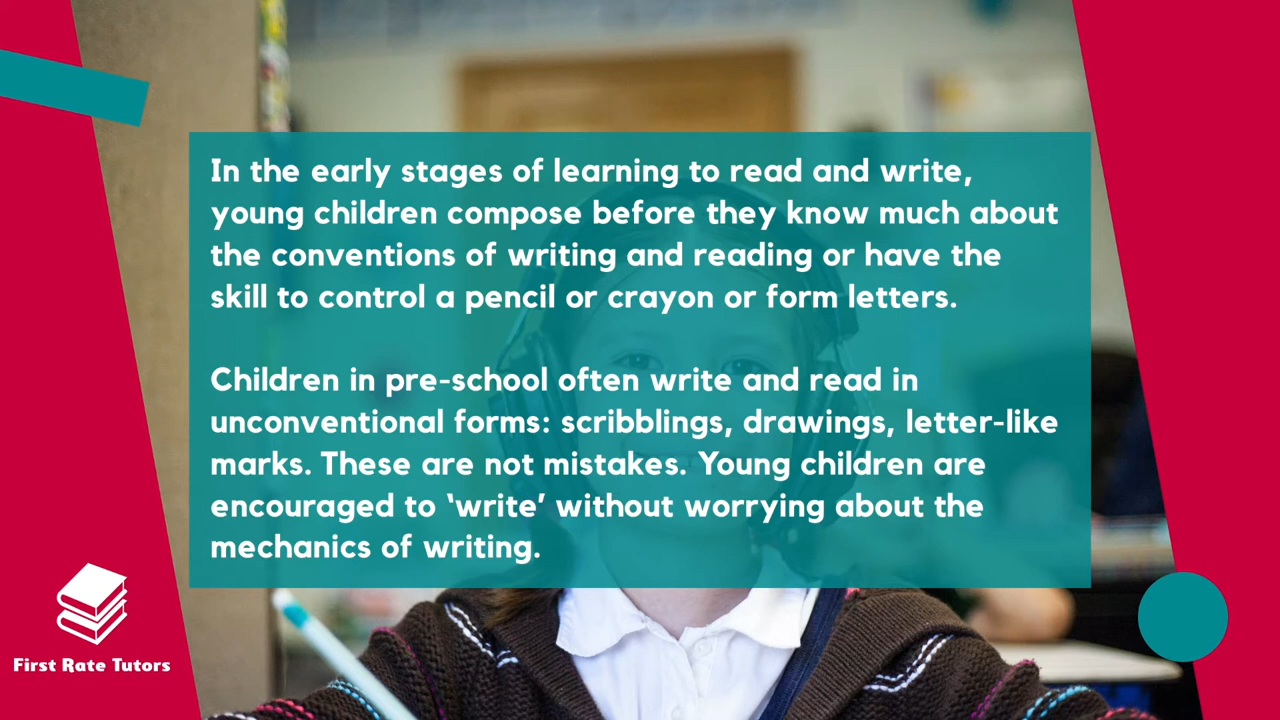 In the early stages of learning to read and write,
young children compose before they know much about
the conventions of writing and reading or have the
skill to control a pencil or crayon or form letters.
Children in pre-school often write and read in
unconventional forms: scribblings, drawings, letter-like
marks. These are not mistakes. Young children are
encouraged to ‘write’ without worrying about the
mechanics of writing.
First Rate Tutors